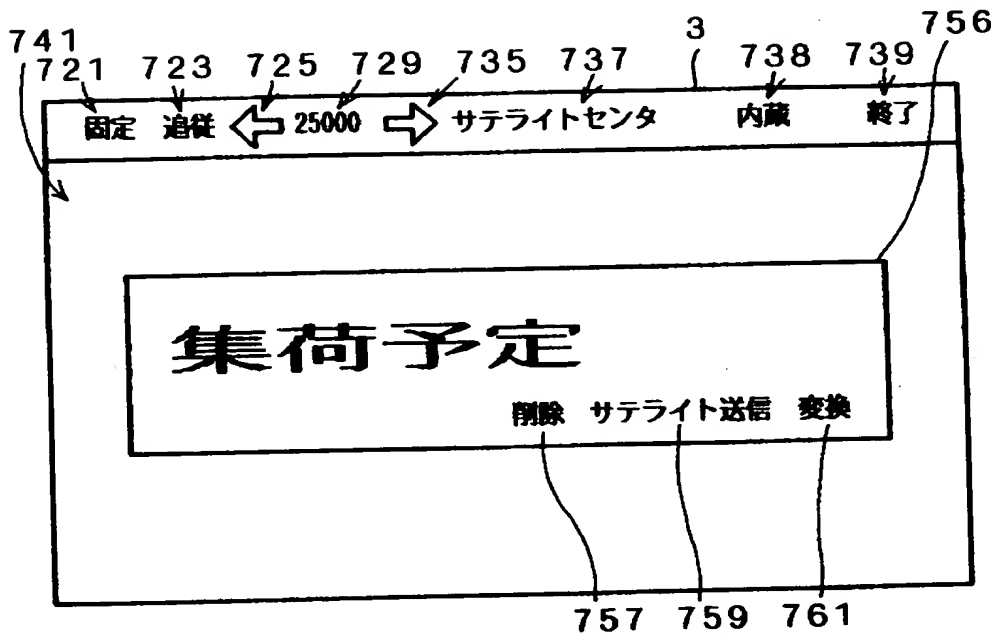 741 721 723 725 729 735 737 3 738 739 756
固定 追従 25000 サテライトセンタ 内蔵 終了
集荷予定
削除 サテライト送信 変換
757 759 761